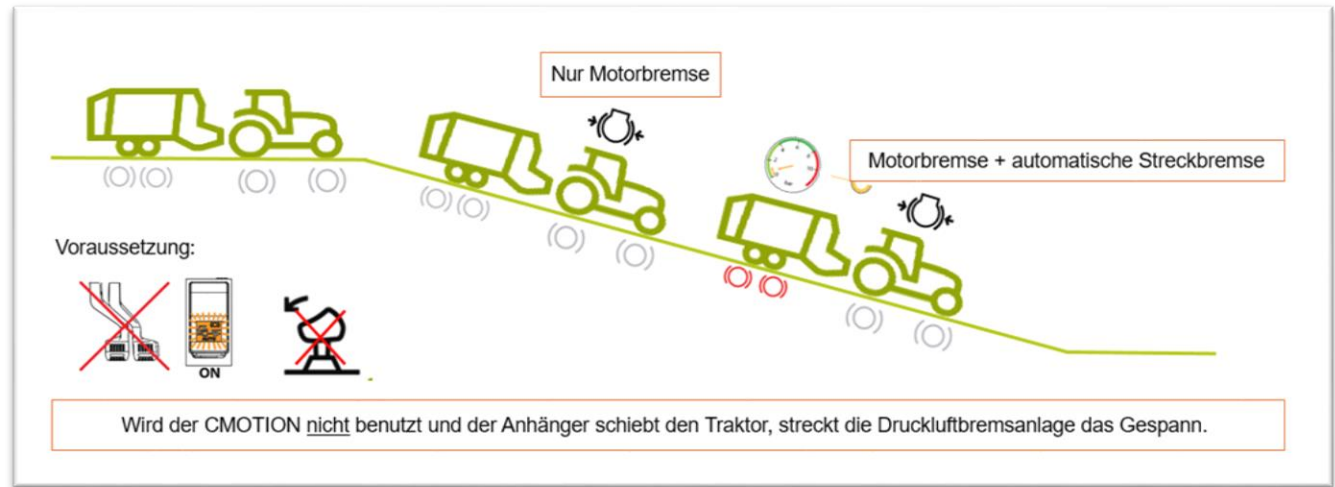 Nur Motorbremse
Motorbremse + automatische Streckbremse
bar
Voraussetzung:
ON
Wird der CMOTION nicht benutzt und der Anhänger schiebt den Traktor, streckt die Druckluftbremsanlage das Gespann.